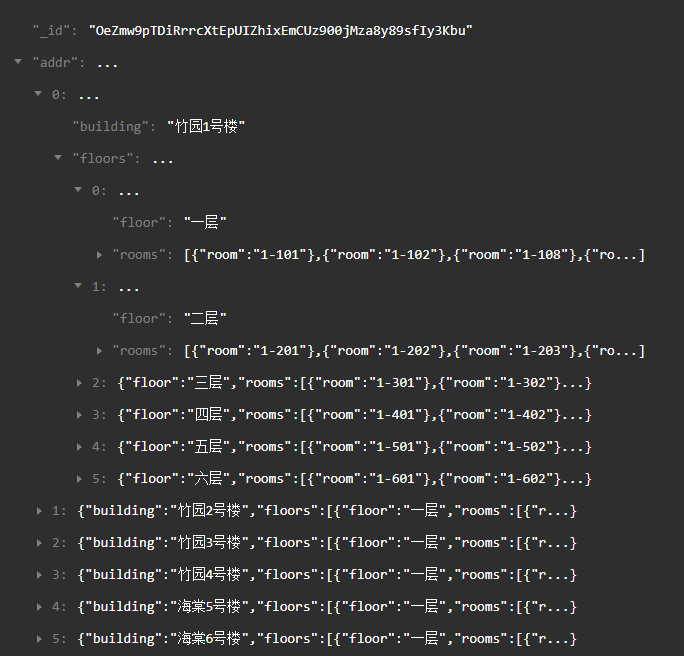 "_id": "OeZmw9pTDiRrrcXtEpUIZhixEmCUz900jMza8y89sfIy3Kbu"
"addr": ...
0: ...
"building": "竹园1号楼"
"floors": ...
0: ...
"floor": "一层"
"rooms": [{"room":"1-101"},{"room":"1-102"},{"room":"1-108"},{"ro...]
1: ...
"floor": "二层"
"rooms": [{"room":"1-201"},{"room":"1-202"},{"room":"1-203"},{"ro...]
2: {"floor":"三层","rooms":[{"room":"1-301"},{"room":"1-302"}...}
3: {"floor":"四层","rooms":[{"room":"1-401"},{"room":"1-402"}...}
4: {"floor":"五层","rooms":[{"room":"1-501"},{"room":"1-502"}...}
5: {"floor":"六层","rooms":[{"room":"1-601"},{"room":"1-602"}...}
1: {"building":"竹园2号楼","floors":[{"floor":"一层","rooms":[{"r...}
2: {"building":"竹园3号楼","floors":[{"floor":"一层","rooms":[{"r...}
3: {"building":"竹园4号楼","floors":[{"floor":"一层","rooms":[{"r...}
4: {"building":"海棠5号楼","floors":[{"floor":"一层","rooms":[{"r...}
5: {"building":"海棠6号楼","floors":[{"floor":"一层","rooms":[{"r...}